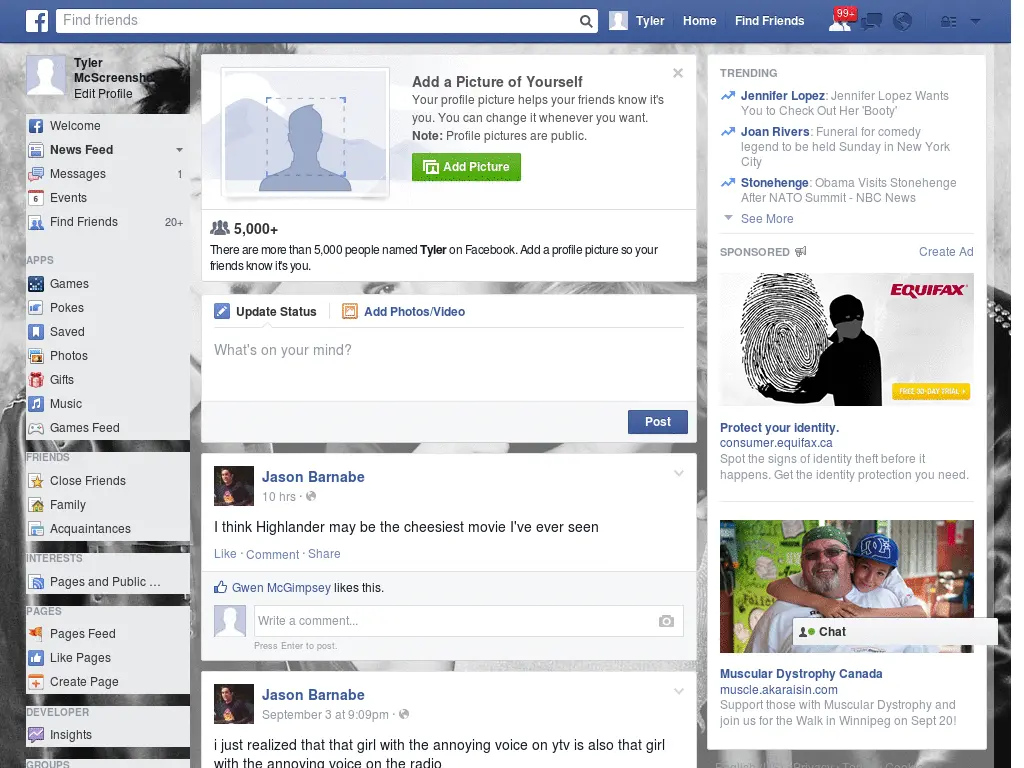 Find friends
Tyler
Home
Find Friends
99+
Tyler
McScreensho
Edit Profile
Welcome
News Feed
Messages 1
6 Events
Find Friends 20+
APPS
Games
Pokes
Saved
Photos
Gifts
Music
Games Feed
FRIENDS
Close Friends
Family
Acquaintances
INTERESTS
Pages and Public ...
PAGES
Pages Feed
Like Pages
Create Page
DEVELOPER
Insights
GROUPS
Add a Picture of Yourself
Your profile picture helps your friends know it's
you. You can change it whenever you want.
Note: Profile pictures are public.
Add Picture
5,000+
There are more than 5,000 people named Tyler on Facebook. Add a profile picture so your
friends know it's you.
Update Status
Add Photos/Video
What's on your mind?
Post
Jason Barnabe
10 hrs ·
I think Highlander may be the cheesiest movie I've ever seen
Like · Comment · Share
Gwen McGimpsey likes this.
Write a comment...
Press Enter to post.
Jason Barnabe
September 3 at 9:09pm ·
i just realized that that girl with the annoying voice on ytv is also that girl
with the annoying voice on the radio
TRENDING
Jennifer Lopez: Jennifer Lopez Wants
You to Check Out Her 'Booty'
Joan Rivers: Funeral for comedy
legend to be held Sunday in New York
City
Stonehenge: Obama Visits Stonehenge
After NATO Summit - NBC News
See More
SPONSORED
Create Ad
EQUIFAX
FREE 30-DAY TRIAL >
Protect your identity.
consumer.equifax.ca
Spot the signs of identity theft before it
happens. Get the identity protection you need.
Chat
Muscular Dystrophy Canada
muscle.akaraisin.com
Support those with Muscular Dystrophy and
join us for the Walk in Winnipeg on Sept 20!